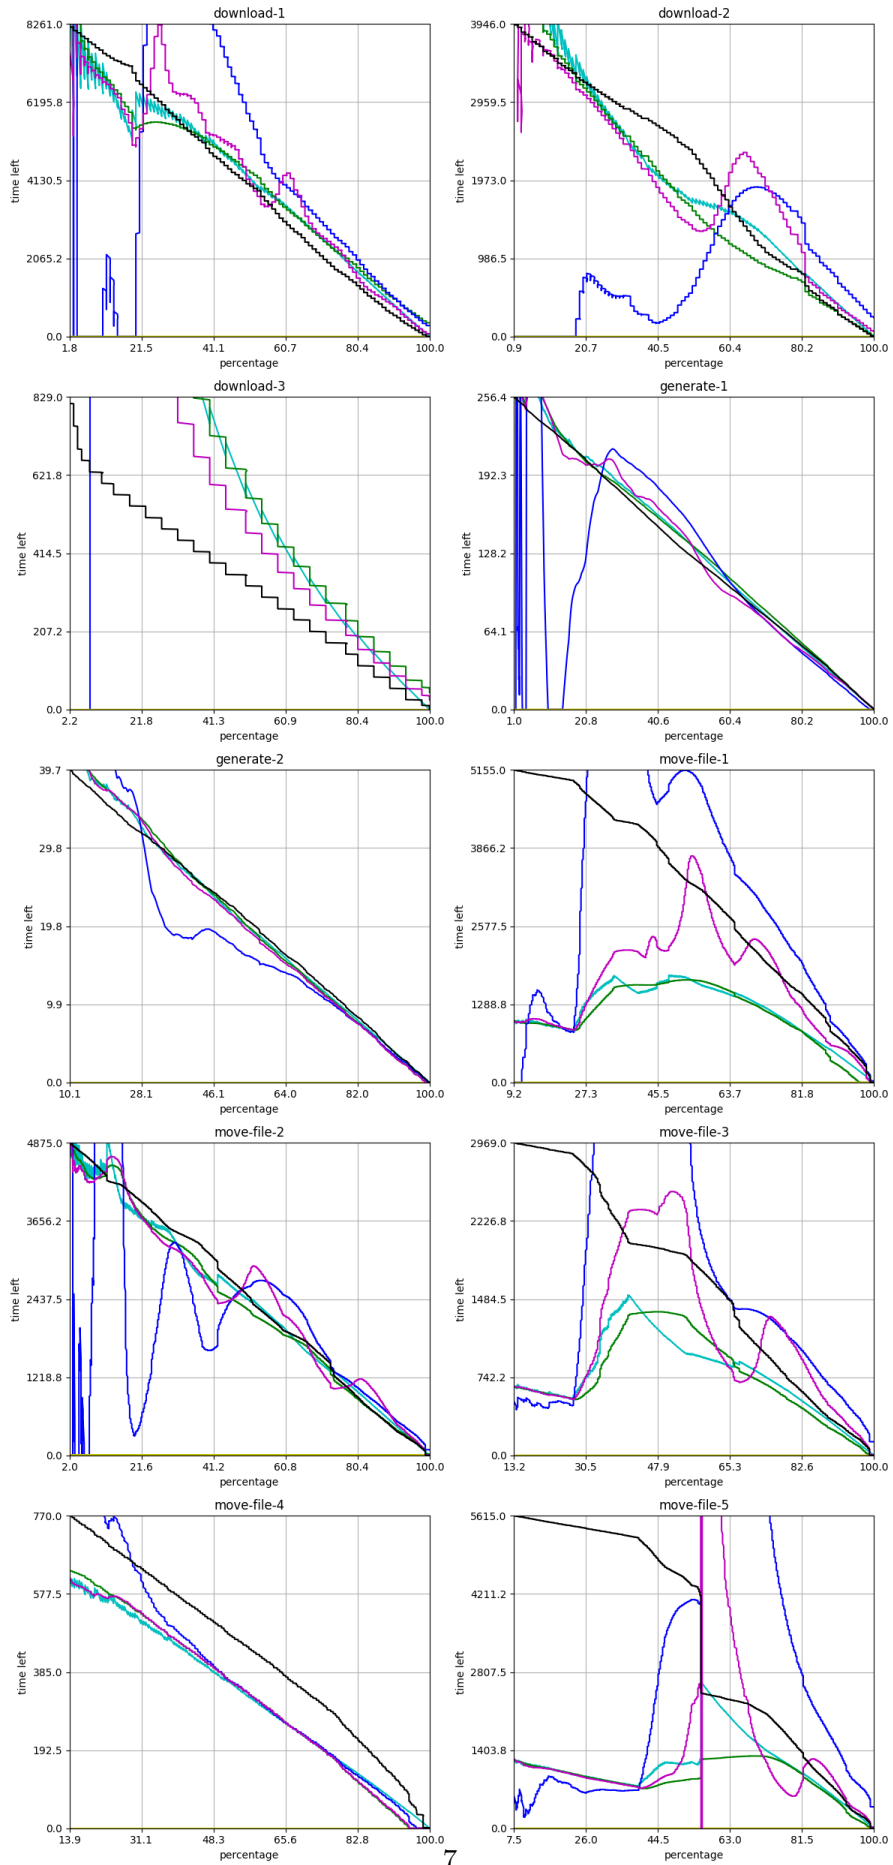 download-1
8261.0
6195.8
4130.5
2065.2
0.0
time left
1.8 21.5 41.1 60.7 80.4 100.0
percentage
download-2
3946.0
2959.5
1973.0
986.5
0.0
time left
0.9 20.7 40.5 60.4 80.2 100.0
percentage
download-3
829.0
621.8
414.5
207.2
0.0
time left
2.2 21.8 41.3 60.9 80.4 100.0
percentage
generate-1
256.4
192.3
128.2
64.1
0.0
time left
1.0 20.8 40.6 60.4 80.2 100.0
percentage
generate-2
39.7
29.8
19.8
9.9
0.0
time left
10.1 28.1 46.1 64.0 82.0 100.0
percentage
move-file-1
5155.0
3866.2
2577.5
1288.8
0.0
time left
9.2 27.3 45.5 63.7 81.8 100.0
percentage
move-file-2
4875.0
3656.2
2437.5
1218.8
0.0
time left
2.0 21.6 41.2 60.8 80.4 100.0
percentage
move-file-3
2969.0
2226.8
1484.5
742.2
0.0
time left
13.2 30.5 47.9 65.3 82.6 100.0
percentage
move-file-4
770.0
577.5
385.0
192.5
0.0
time left
13.9 31.1 48.3 65.6 82.8 100.0
percentage
move-file-5
5615.0
4211.2
2807.5
1403.8
0.0
time left
7.5 26.0 44.5 63.0 81.5 100.0
percentage
7